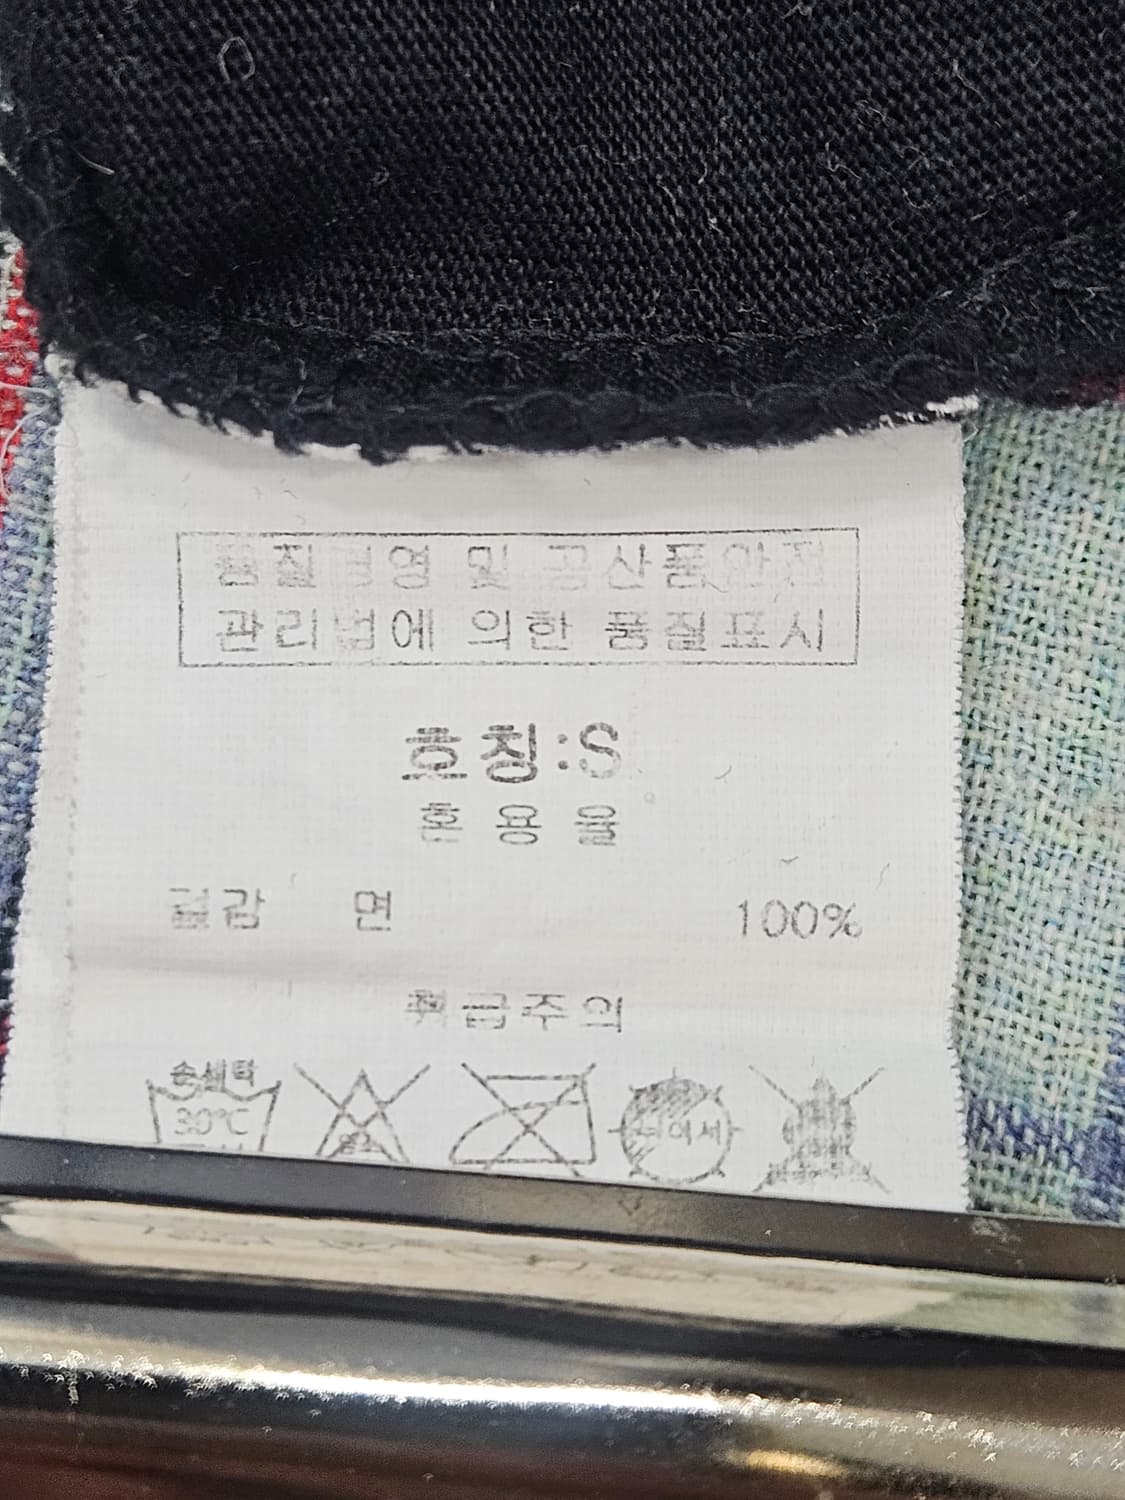 품질경영 및 공산품안전
관리법에 의한 품질표시
호칭:S
혼용율
겉감 면 100%
취급주의
손세탁
30℃